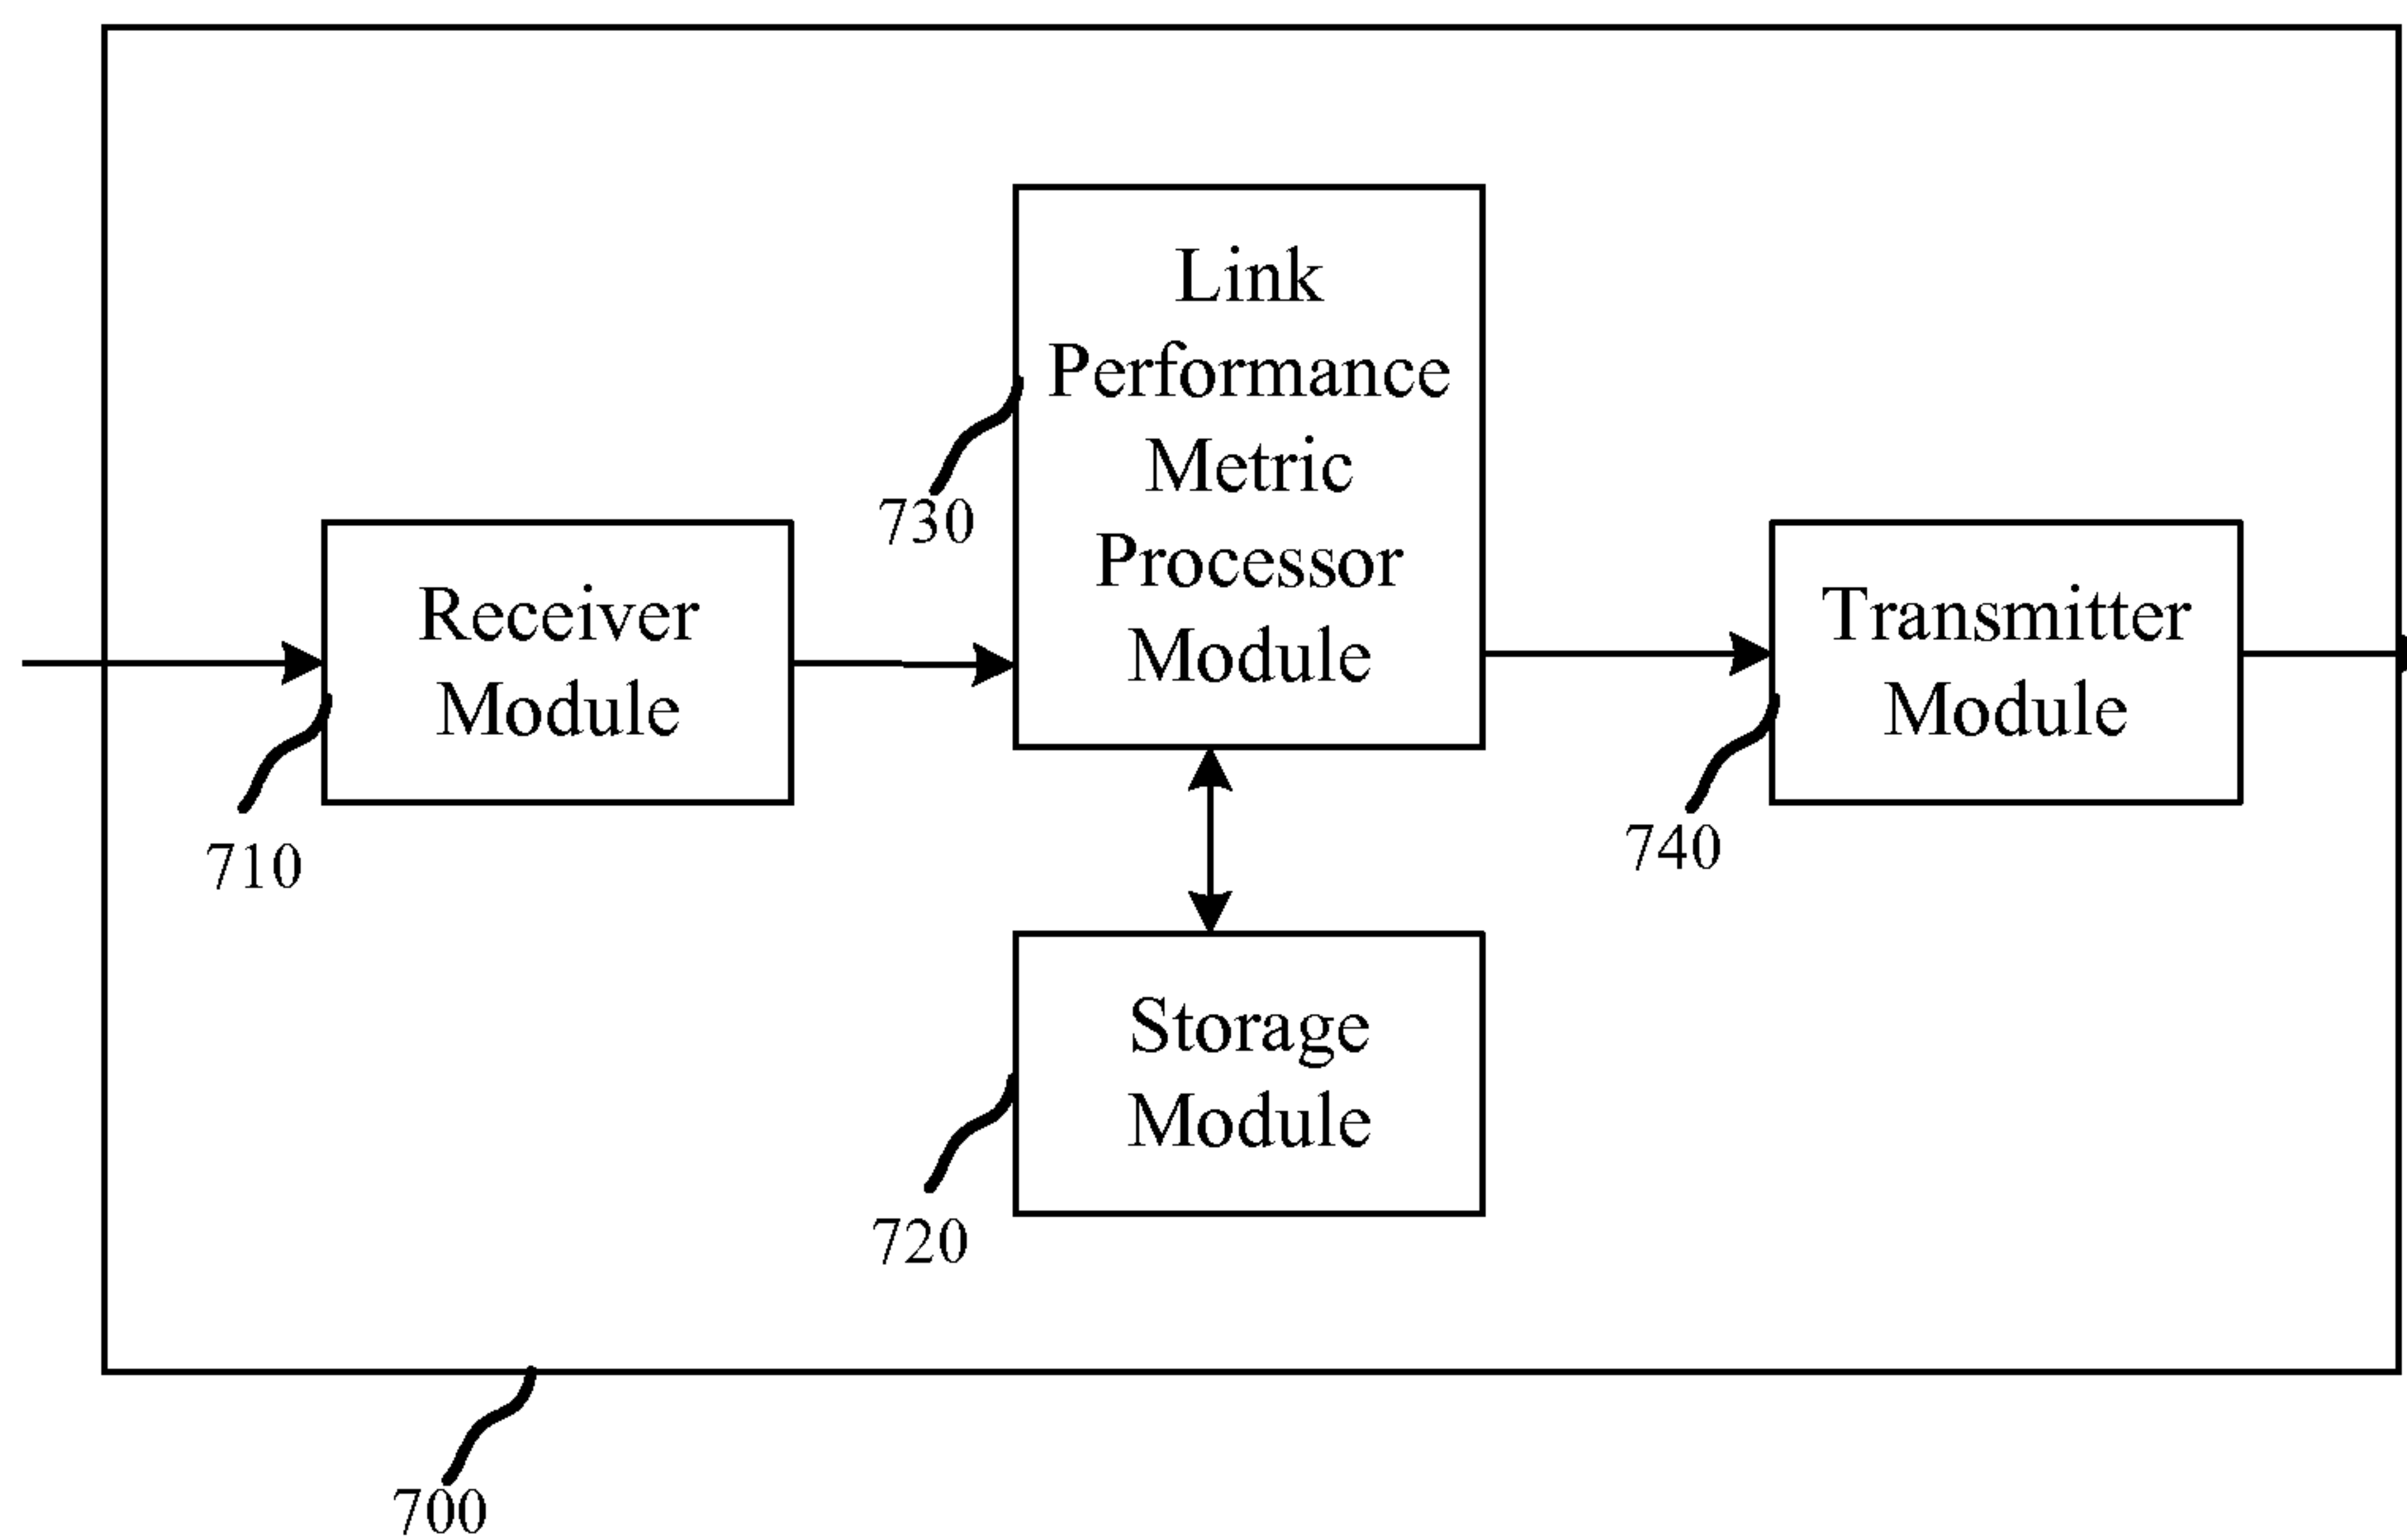 Link
Performance
Metric
Processor
Module
730
Receiver
Module
710
Transmitter
Module
740
Storage
Module
720
700